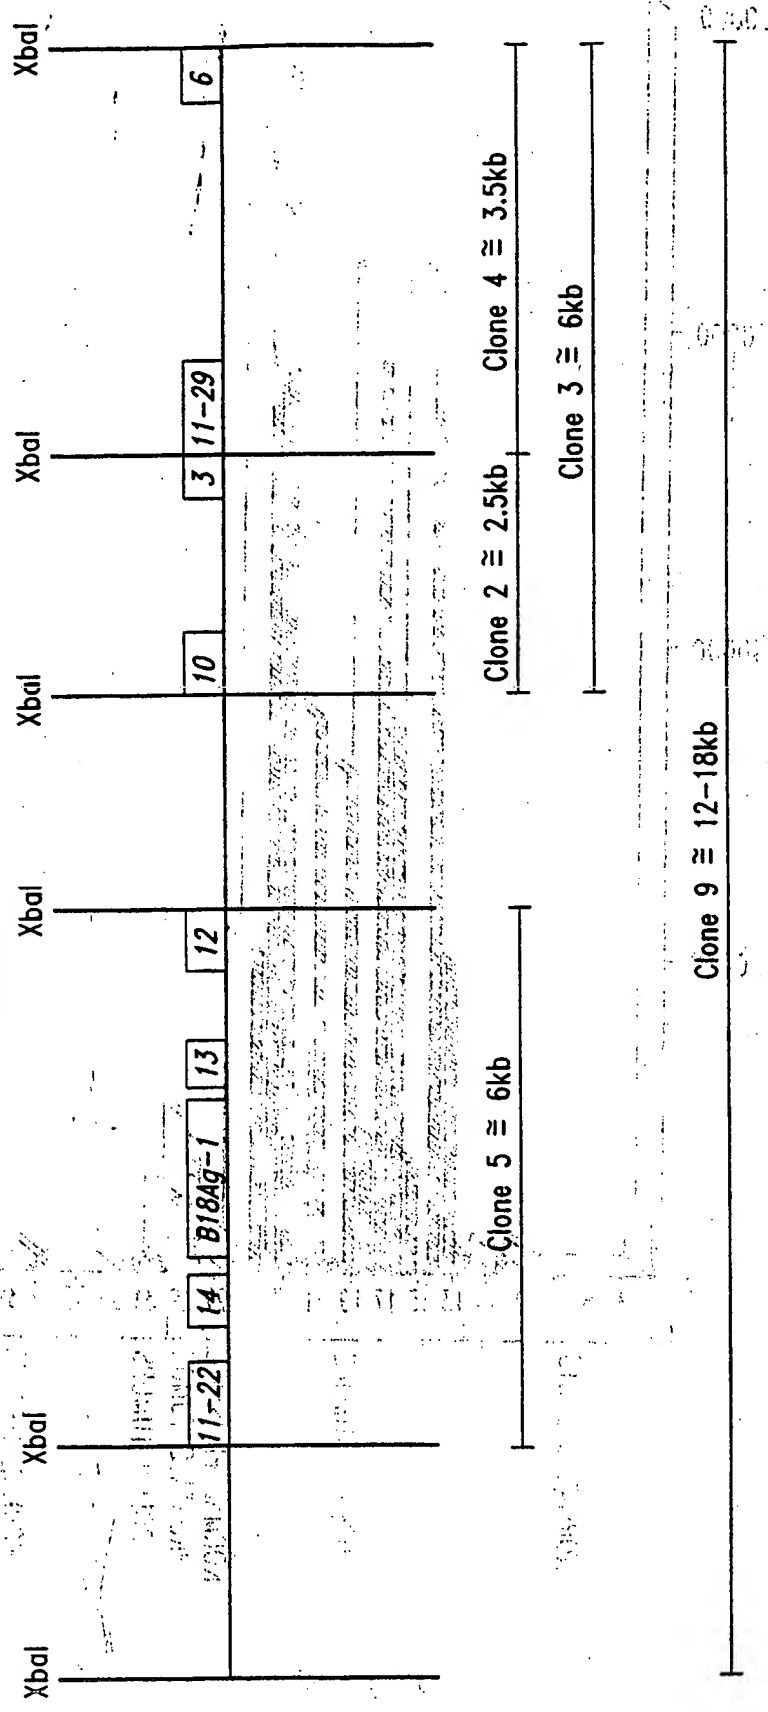 XbaI
XbaI
XbaI
XbaI
XbaI
XbaI
11-22
14
B18Ag-1
13
12
10
3
11-29
6
Clone 5 ≅ 6kb
Clone 2 ≅ 2.5kb
Clone 4 ≅ 3.5kb
Clone 3 ≅ 6kb
Clone 9 ≅ 12-18kb